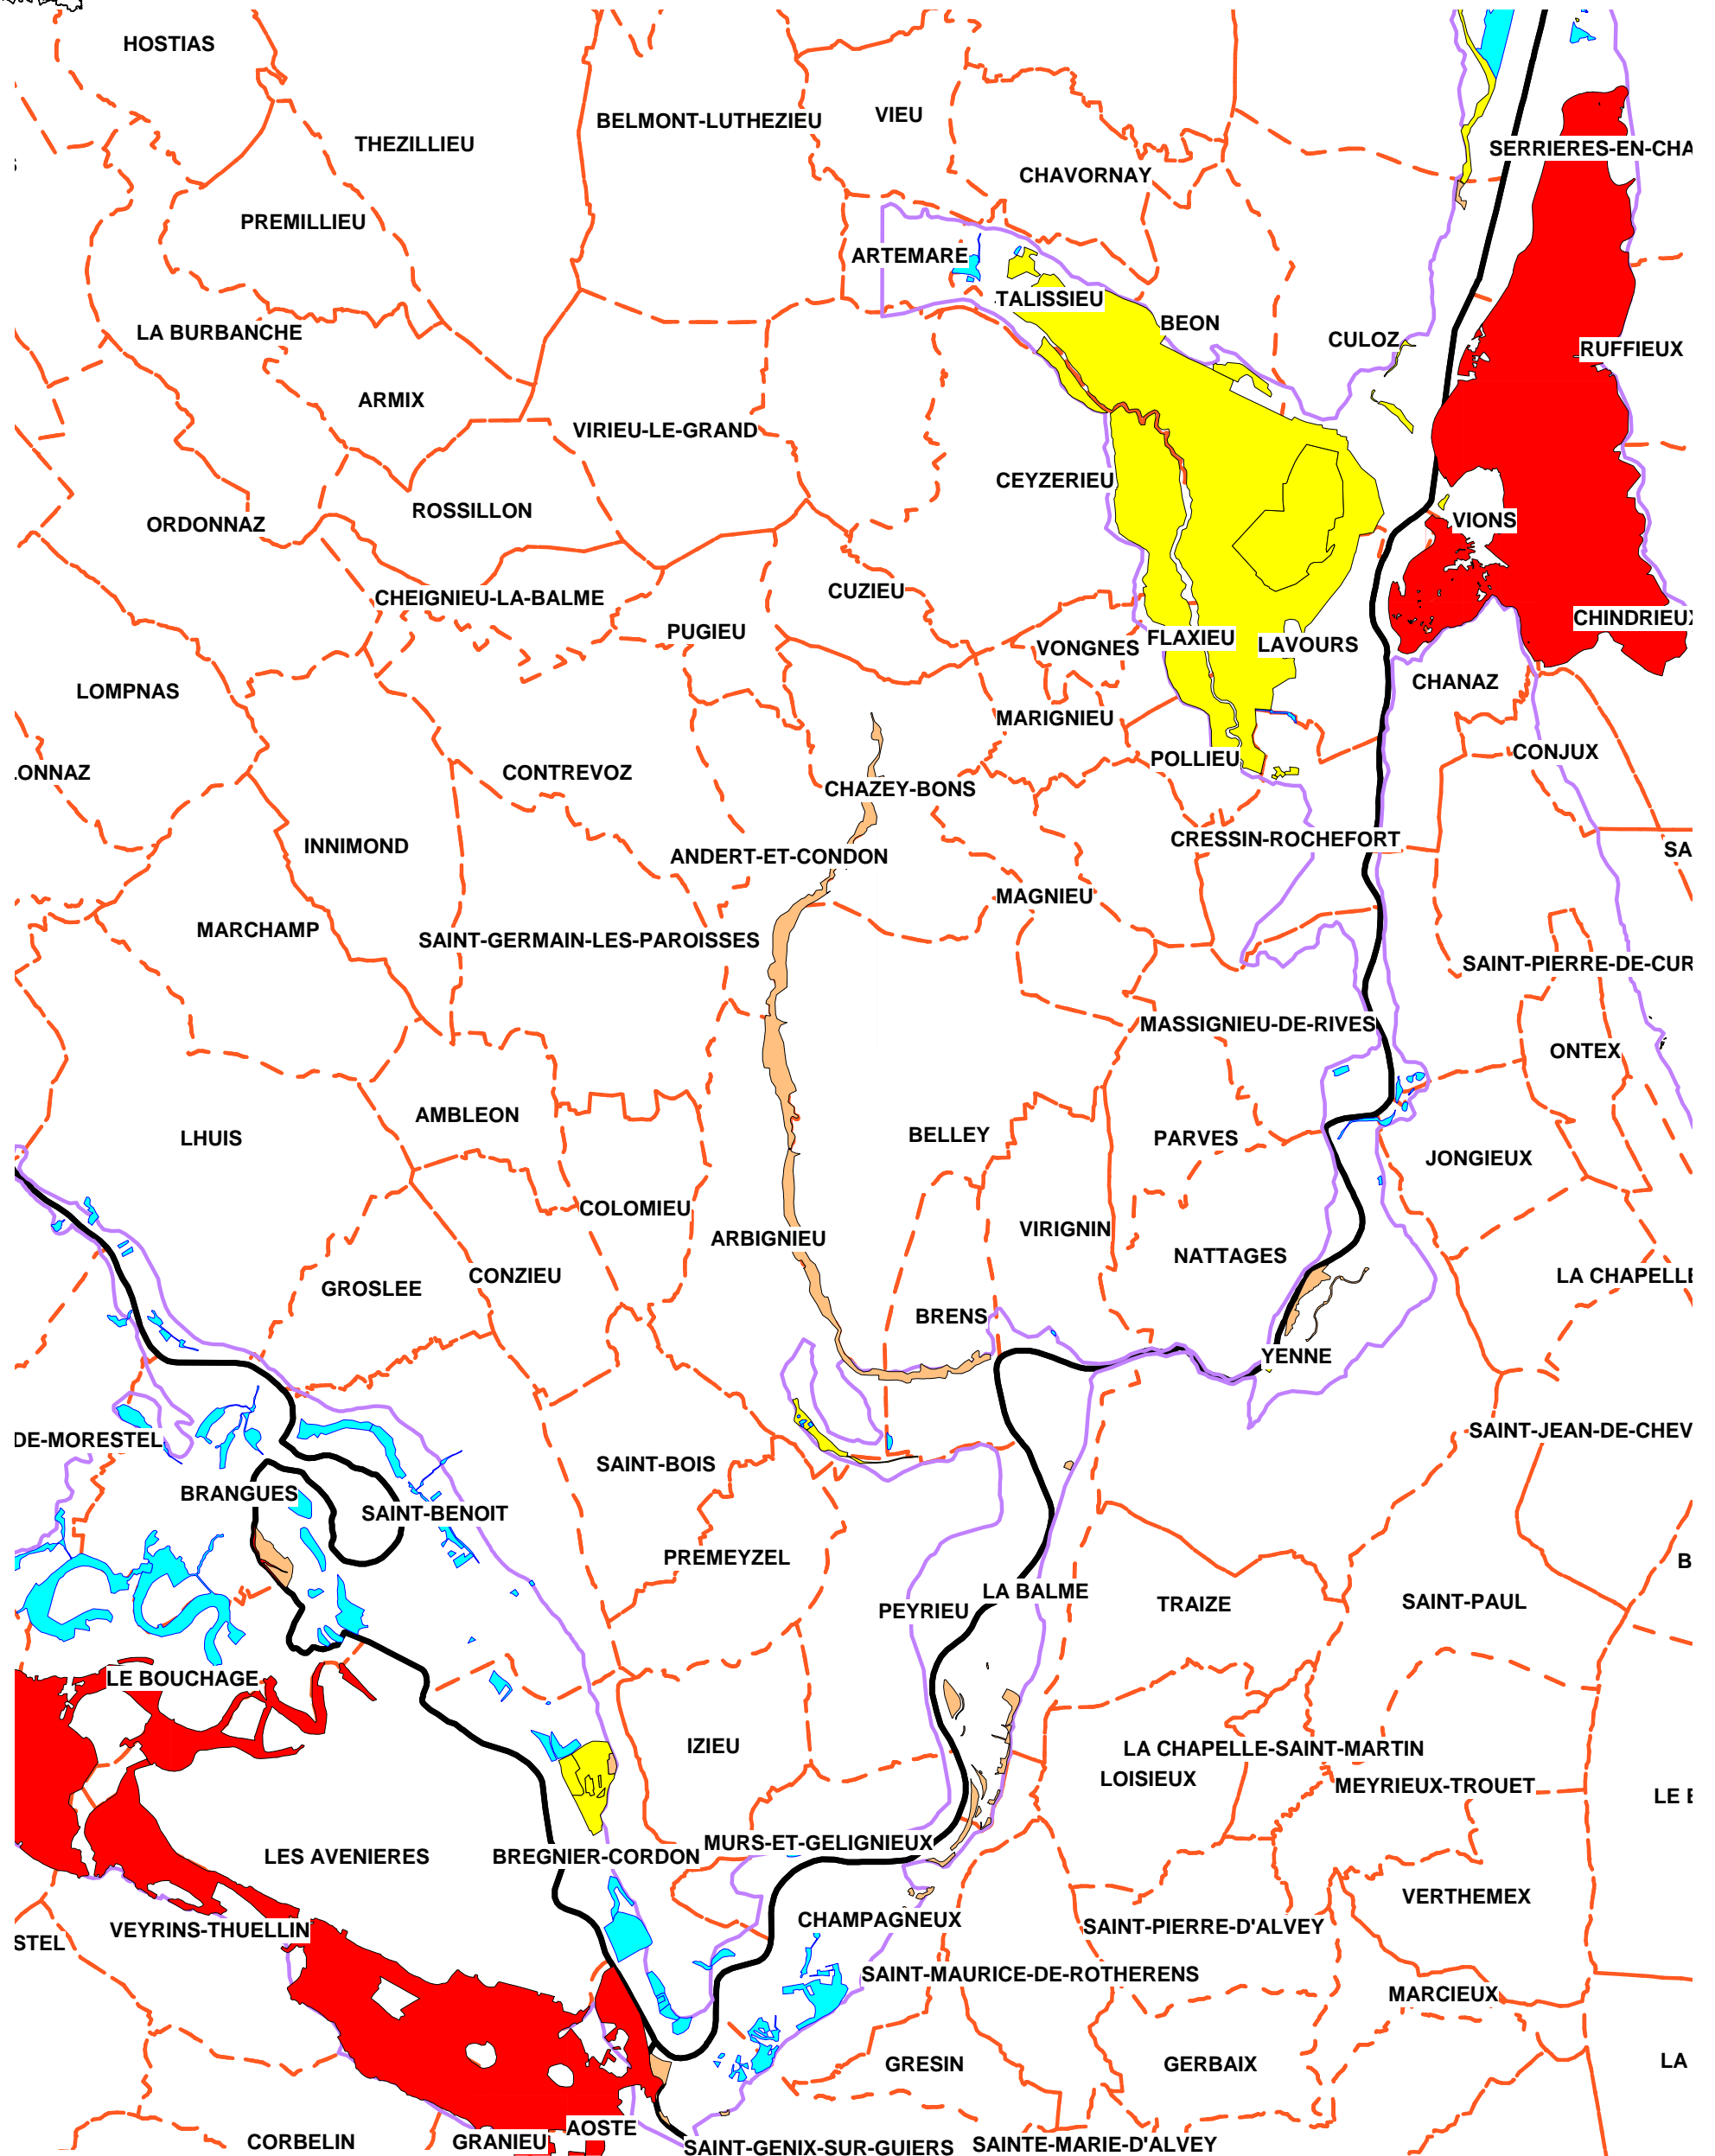 HOSTIAS
BELMONT-LUTHEZIEU
VIEU
THEZILLIEU
SERRIERES-EN-CHA
CHAVORNAY
PREMILLIEU
ARTEMARE
TALISSIEU
BEON
LA BURBANCHE
CULOZ
RUFFIEUX
ARMIX
VIRIEU-LE-GRAND
CEYZERIEU
ROSSILLON
VIONS
ORDONNAZ
CUZIEU
CHEIGNIEU-LA-BALME
CHINDRIEUX
PUGIEU
FLAXIEU
VONGNES
LAVOURS
CHANAZ
LOMPNAS
MARIGNIEU
CONJUX
POLLIEU
ONNAZ
CONTREVOZ
CHAZEY-BONS
CRESSIN-ROCHEFORT
INNIMOND
SA
ANDERT-ET-CONDON
MAGNIEU
MARCHAMP
SAINT-GERMAIN-LES-PAROISSES
SAINT-PIERRE-DE-CUR
MASSIGNIEU-DE-RIVES
ONTEX
AMBLEON
BELLEY
LHUIS
PARVES
JONGIEUX
COLOMIEU
VIRIGNIN
ARBIGNIEU
NATTAGES
CONZIEU
LA CHAPELLE
GROSLEE
BRENS
YENNE
SAINT-JEAN-DE-CHEV
DE-MORESTEL
SAINT-BOIS
BRANGUES
SAINT-BENOIT
PREMEYZEL
B
LA BALME
SAINT-PAUL
TRAIZE
PEYRIEU
LE BOUCHAGE
IZIEU
LA CHAPELLE-SAINT-MARTIN
LOISIEUX
MEYRIEUX-TROUET
LE B
MURS-ET-GELIGNIEUX
LES AVENIERES
BREGNIER-CORDON
VERTHEMEX
CHAMPAGNEUX
SAINT-PIERRE-D'ALVEY
VEYRINS-THUELLIN
STEL
SAINT-MAURICE-DE-ROTHERENS
MARCIEUX
GRESIN
GERBAIX
LA
AOSTE
CORBELIN
GRANIEU
SAINT-GENIX-SUR-GUIERS
SAINTE-MARIE-D'ALVEY